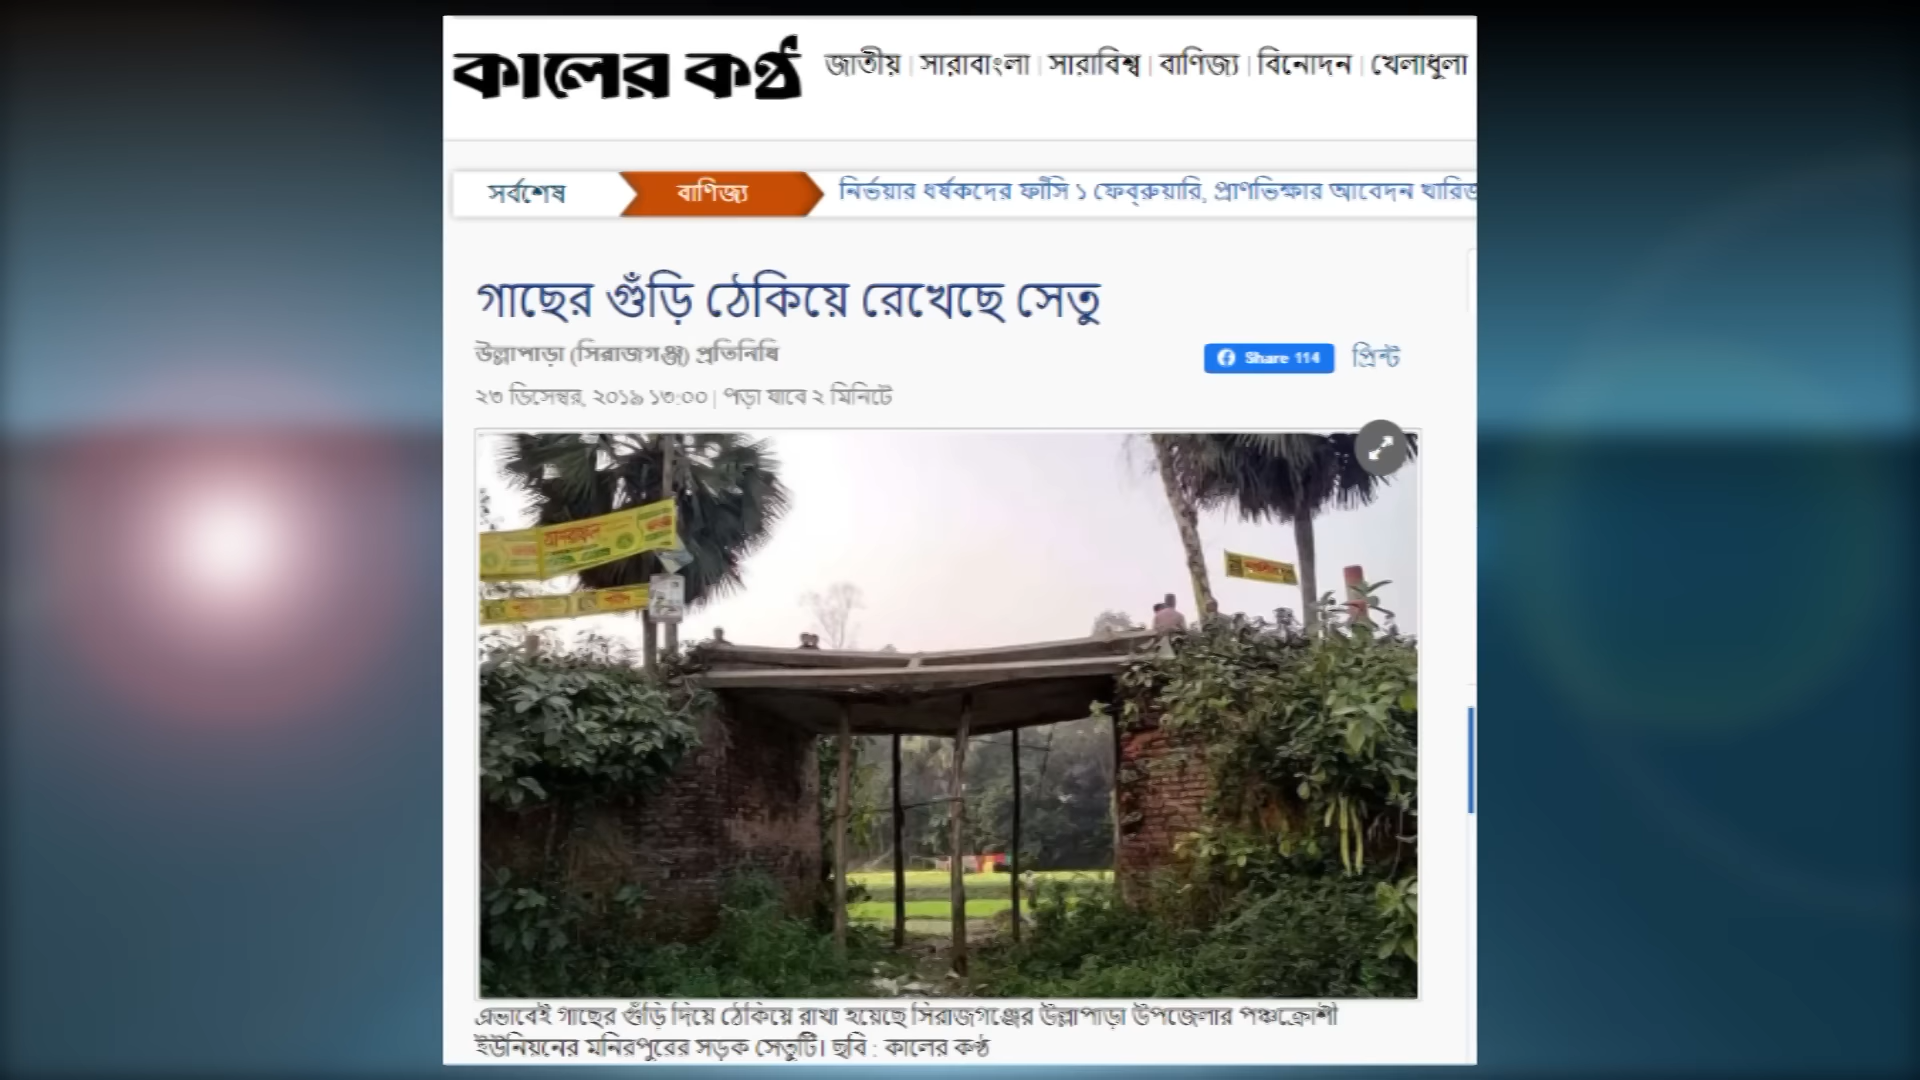 কালের কণ্ঠ
জাতীয় | সারাবাংলা | সারাবিশ্ব | বাণিজ্য | বিনোদন | খেলাধুলা
সর্বশেষ
বাণিজ্য
নির্ভয়ার ধর্ষকদের ফাঁসি ১ ফেব্রুয়ারি, প্রাণভিক্ষার আবেদন খারিজ
গাছের গুঁড়ি ঠেকিয়ে রেখেছে সেতু
উল্লাপাড়া (সিরাজগঞ্জ) প্রতিনিধি
Share 114
প্রিন্ট
২৩ ডিসেম্বর, ২০১৯ ১৩:০০ | পড়া যাবে ২ মিনিটে
এভাবেই গাছের গুঁড়ি দিয়ে ঠেকিয়ে রাখা হয়েছে সিরাজগঞ্জের উল্লাপাড়া উপজেলার পঞ্চক্রোশী
ইউনিয়নের মনিরপুরের সড়ক সেতুটি। ছবি : কালের কণ্ঠ